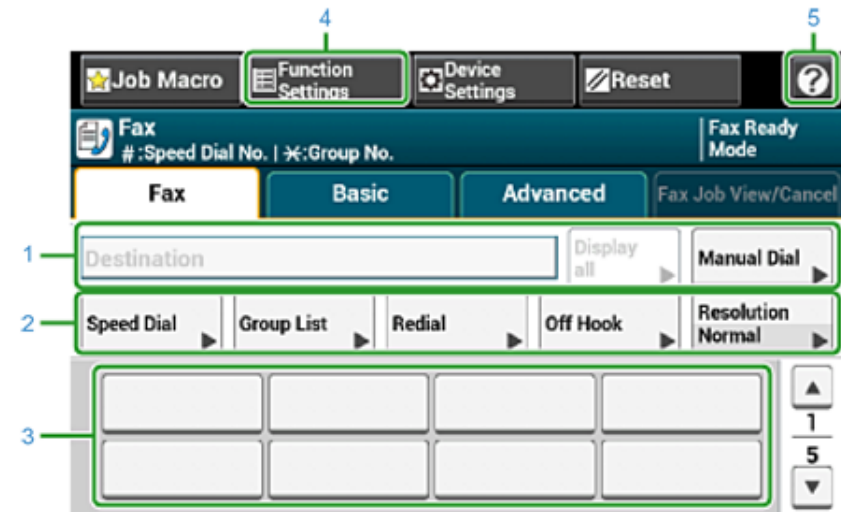 4 5
Job Macro Function Settings Device Settings Reset ?
Fax
#:Speed Dial No. | ⚹:Group No.
Fax Ready Mode
Fax Basic Advanced Fax Job View/Cancel
1 Destination Display all Manual Dial
2 Speed Dial Group List Redial Off Hook Resolution Normal
3
1
5